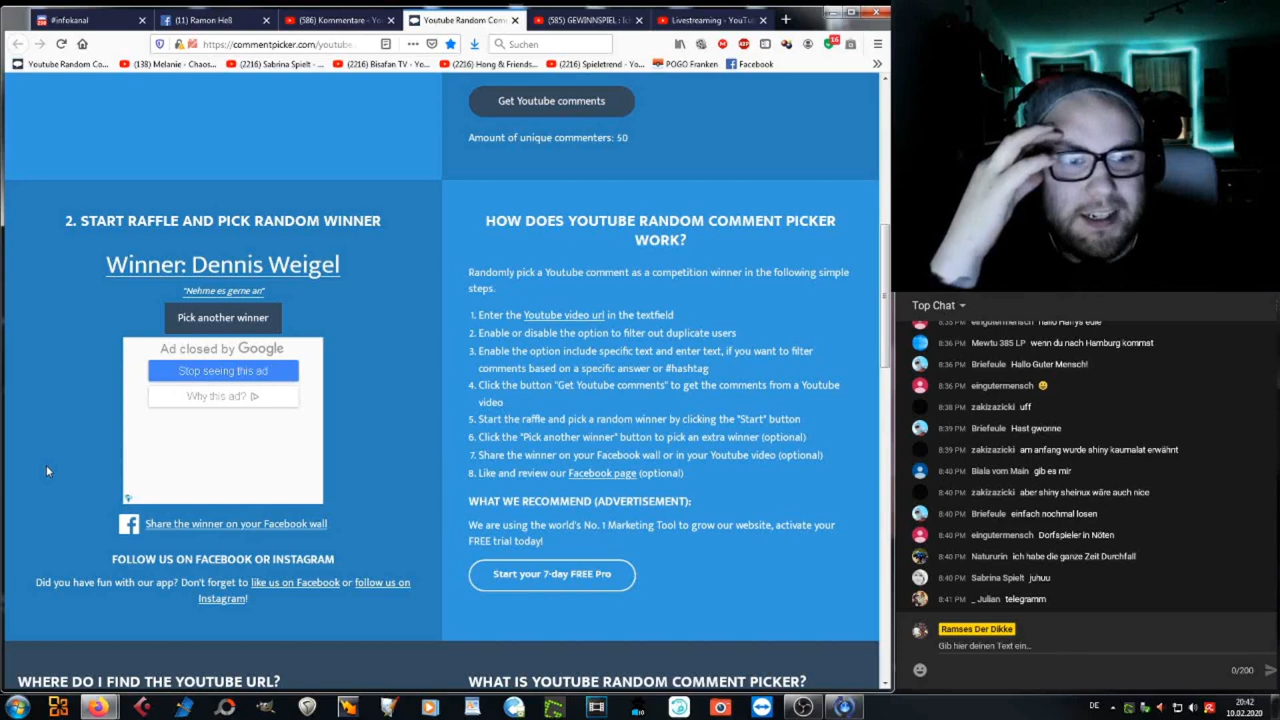 #infokanal
(11) Ramon Heß
(586) Kommentare - Yo
Youtube Random Com
(585) GEWINNSPIEL : Ic
Livestreaming - YouTu
https://commentpicker.com/youtube
Suchen
16
Youtube Random Co...
(138) Melanie - Chaos...
(2216) Sabrina Spielt - ...
(2216) Bisafan TV - Yo...
(2216) Hong & Friends...
(2216) Spieletrend - Yo...
POGO Franken
Facebook
Get Youtube comments
Amount of unique commenters: 50
2. START RAFFLE AND PICK RANDOM WINNER
Winner: Dennis Weigel
"Nehme es gerne an"
Pick another winner
Ad closed by Google
Stop seeing this ad
Why this ad?
Share the winner on your Facebook wall
FOLLOW US ON FACEBOOK OR INSTAGRAM
Did you have fun with our app? Don't forget to like us on Facebook or follow us on
Instagram!
WHERE DO I FIND THE YOUTUBE URL?
HOW DOES YOUTUBE RANDOM COMMENT PICKER
WORK?
Randomly pick a Youtube comment as a competition winner in the following simple
steps.
1. Enter the Youtube video url in the textfield
2. Enable or disable the option to filter out duplicate users
3. Enable the option include specific text and enter text, if you want to filter
comments based on a specific answer or #hashtag
4. Click the button "Get Youtube comments" to get the comments from a Youtube
video
5. Start the raffle and pick a random winner by clicking the "Start" button
6. Click the "Pick another winner" button to pick an extra winner (optional)
7. Share the winner on your Facebook wall or in your Youtube video (optional)
8. Like and review our Facebook page (optional)
WHAT WE RECOMMEND (ADVERTISEMENT):
We are using the world's No. 1 Marketing Tool to grow our website, activate your
FREE trial today!
Start your 7-day FREE Pro
WHAT IS YOUTUBE RANDOM COMMENT PICKER?
Top Chat
8:35 PM eingutermensch Hallo Harrys eule
8:36 PM Mewtu 385 LP wenn du nach Hamburg kommst
8:36 PM Briefeule Hallo Guter Mensch!
8:36 PM eingutermensch
8:38 PM zakizazicki uff
8:39 PM Briefeule Hast gwonne
8:39 PM zakizazicki am anfang wurde shiny kaumalat erwähnt
8:40 PM Biala vom Main gib es mir
8:40 PM zakizazicki aber shiny sheinux wäre auch nice
8:40 PM Briefeule einfach nochmal losen
8:40 PM eingutermensch Dorfspieler in Nöten
8:40 PM Natururin ich habe die ganze Zeit Durchfall
8:40 PM Sabrina Spielt juhuu
8:41 PM _ Julian telegramm
Ramses Der Dikke
Gib hier deinen Text ein...
0/200
DE
20:42
10.02.2020